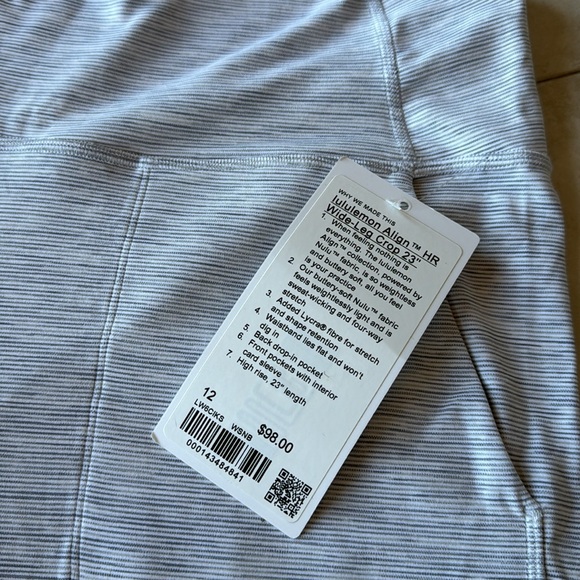 WHY WE MADE THIS
lululemon Align™ HR
Wide-Leg Crop 23"
1. When feeling nothing is
everything. The lululemon
Align™ collection, powered by
Nulu™ fabric, is so weightless
and buttery soft, all you feel
is your practice
2. Our buttery-soft Nulu™ fabric
feels weightlessly light and is
sweat-wicking and four-way
stretch
3. Added Lycra® fibre for stretch
and shape retention
4. Waistband lies flat and won't
dig in
5. Back drop-in pocket
6. Front pockets with interior
card sleeve
7. High rise, 23" length
12
LW6CIKS WSNB
$98.00
000143484841